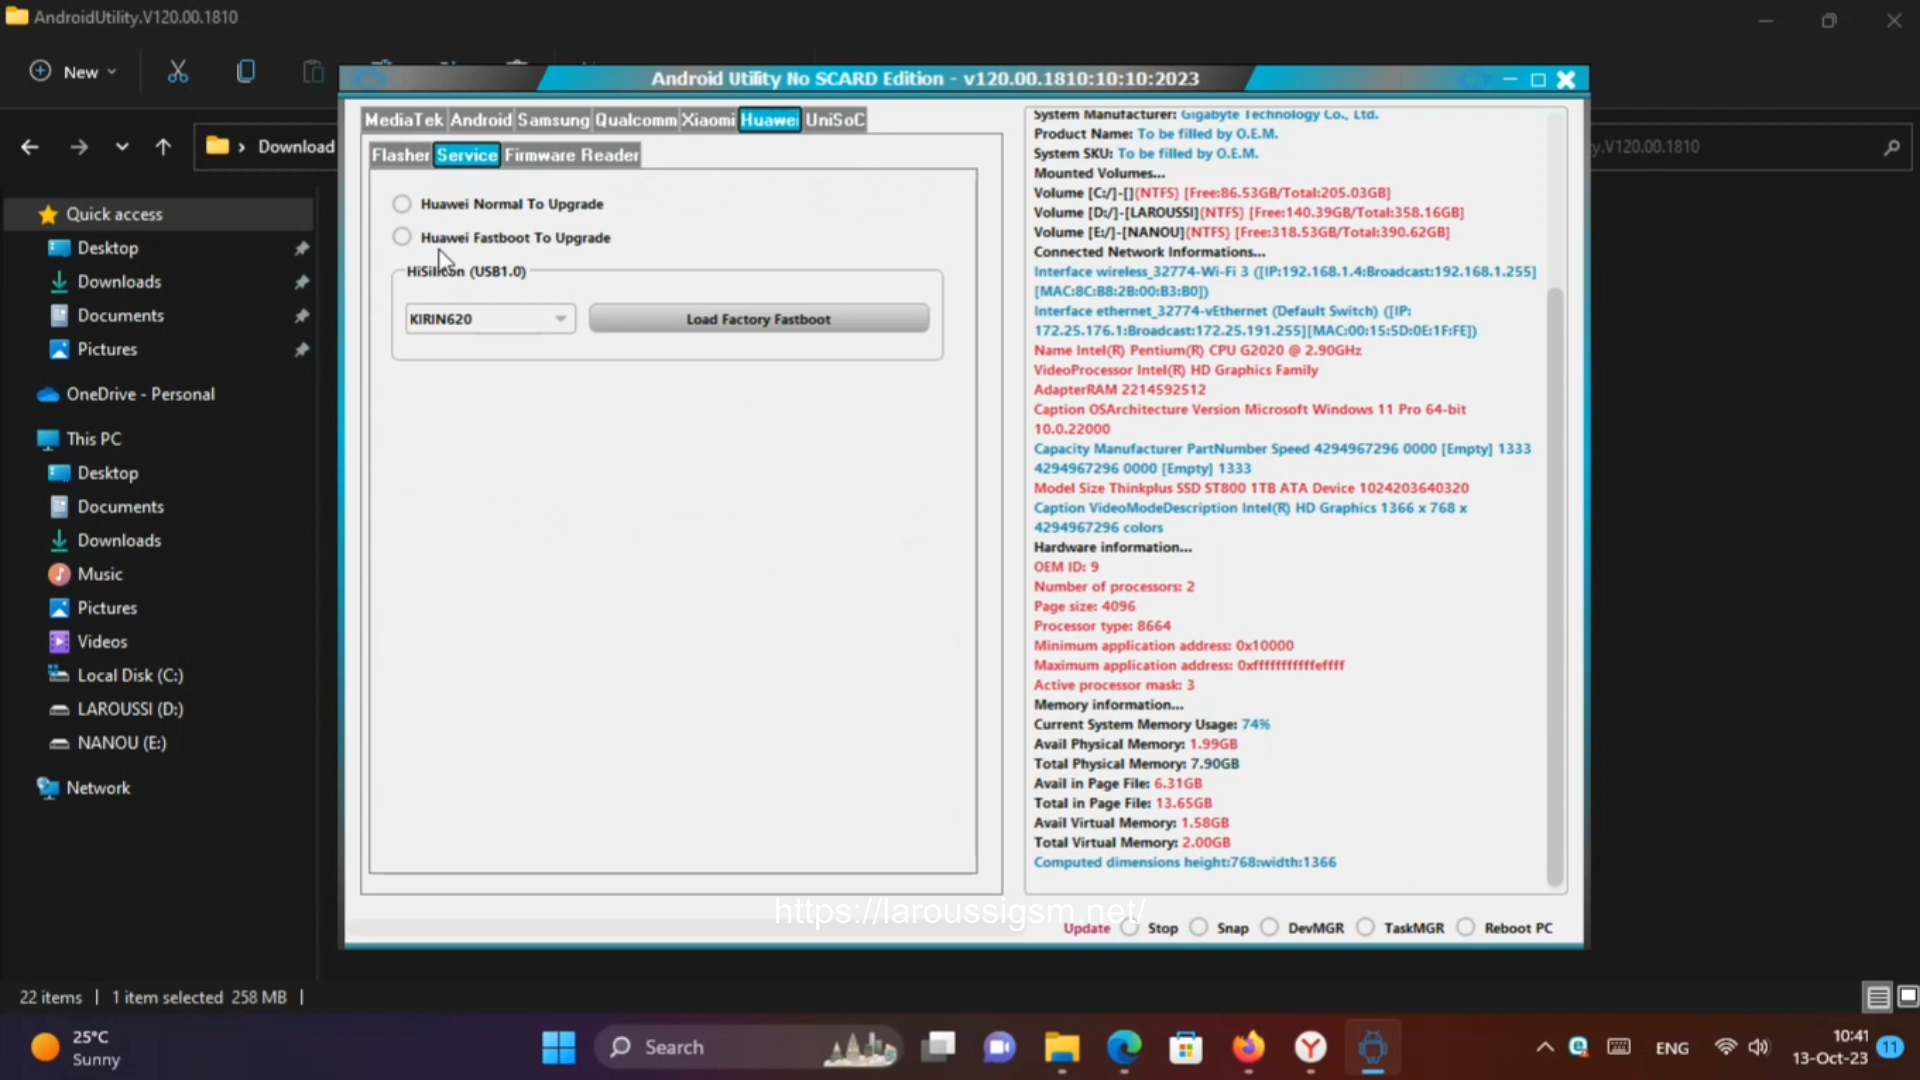 AndroidUtility.V120.00.1810
New
Android Utility No SCARD Edition - v120.00.1810:10:10:2023
Download
y.V120.00.1810
MediaTek Android Samsung Qualcomm Xiaomi Huawei UniSoC
Flasher Service Firmware Reader
Huawei Normal To Upgrade
Huawei Fastboot To Upgrade
HiSilicon (USB1.0)
KIRIN620
Load Factory Fastboot
Quick access
Desktop
Downloads
Documents
Pictures
OneDrive - Personal
This PC
Desktop
Documents
Downloads
Music
Pictures
Videos
Local Disk (C:)
LAROUSSI (D:)
NANOU (E:)
Network
System Manufacturer: Gigabyte Technology Co., Ltd.
Product Name: To be filled by O.E.M.
System SKU: To be filled by O.E.M.
Mounted Volumes...
Volume [C:/]-[](NTFS) [Free:86.53GB/Total:205.03GB]
Volume [D:/]-[LAROUSSI](NTFS) [Free:140.39GB/Total:358.16GB]
Volume [E:/]-[NANOU](NTFS) [Free:318.53GB/Total:390.62GB]
Connected Network Informations...
Interface wireless_32774-Wi-Fi 3 ([IP:192.168.1.4:Broadcast:192.168.1.255]
[MAC:8C:B8:2B:00:B3:B0])
Interface ethernet_32774-vEthernet (Default Switch) ([IP:
172.25.176.1:Broadcast:172.25.191.255][MAC:00:15:5D:0E:1F:FE])
Name Intel(R) Pentium(R) CPU G2020 @ 2.90GHz
VideoProcessor Intel(R) HD Graphics Family
AdapterRAM 2214592512
Caption OSArchitecture Version Microsoft Windows 11 Pro 64-bit
10.0.22000
Capacity Manufacturer PartNumber Speed 4294967296 0000 [Empty] 1333
4294967296 0000 [Empty] 1333
Model Size Thinkplus SSD ST800 1TB ATA Device 1024203640320
Caption VideoModeDescription Intel(R) HD Graphics 1366 x 768 x
4294967296 colors
Hardware information...
OEM ID: 9
Number of processors: 2
Page size: 4096
Processor type: 8664
Minimum application address: 0x10000
Maximum application address: 0xfffffffffffeffff
Active processor mask: 3
Memory information...
Current System Memory Usage: 74%
Avail Physical Memory: 1.99GB
Total Physical Memory: 7.90GB
Avail in Page File: 6.31GB
Total in Page File: 13.65GB
Avail Virtual Memory: 1.58GB
Total Virtual Memory: 2.00GB
Computed dimensions height:768:width:1366
https://laroussigsm.net/
Update Stop Snap DevMGR TaskMGR Reboot PC
22 items 1 item selected 258 MB
25°C
Sunny
Search
ENG
10:41
13-Oct-23
11